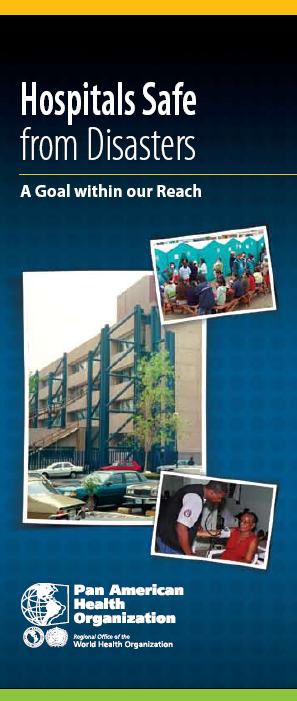 Hospitals Safe
from Disasters
A Goal within our Reach
Pan American
Health
Organization
Regional Office of the
World Health Organization